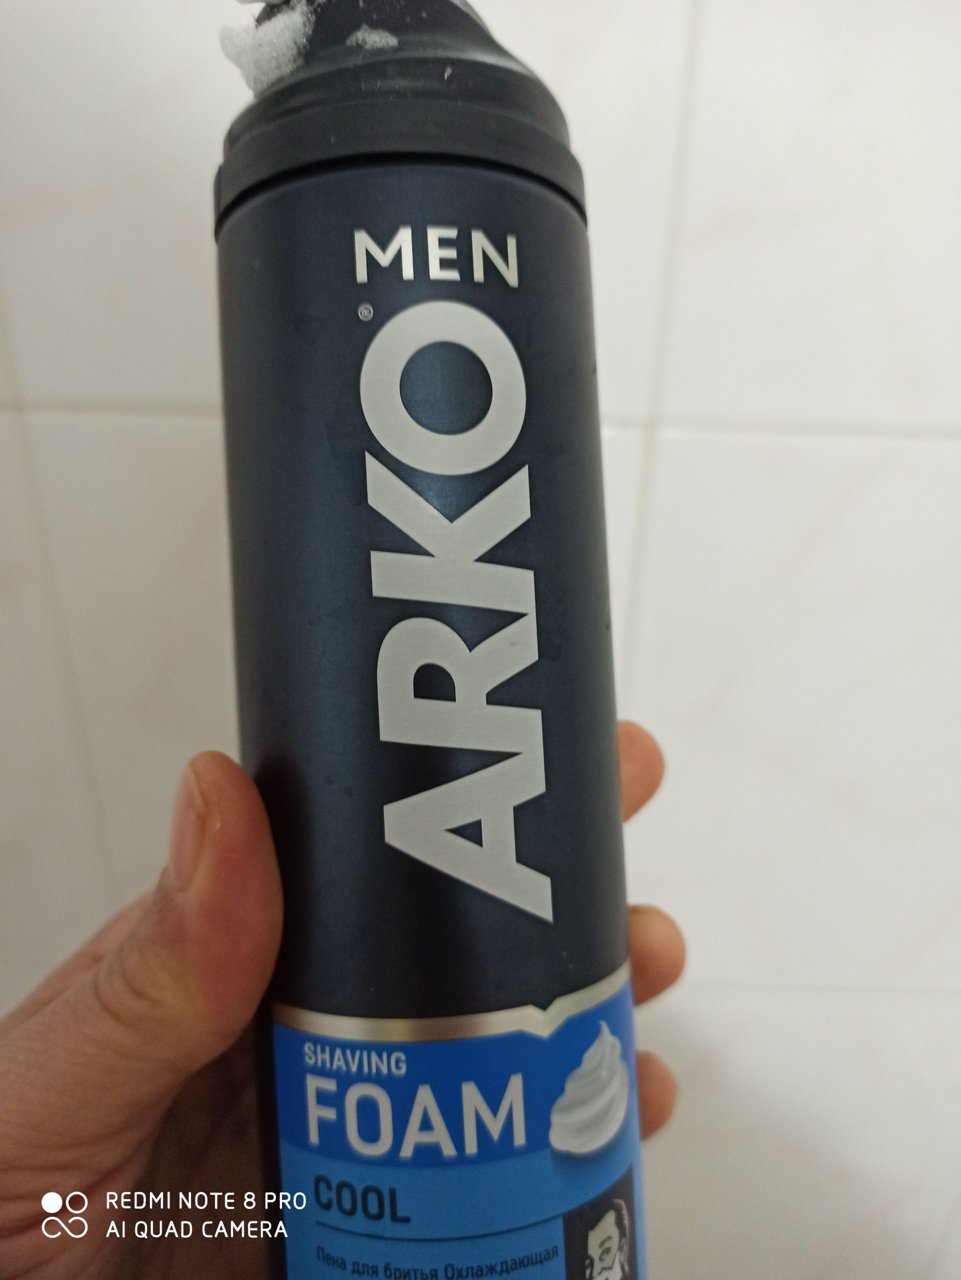 MEN
ARKO®
SHAVING
FOAM
COOL
Пена для бритья Охлаждающая
REDMI NOTE 8 PRO
AI QUAD CAMERA